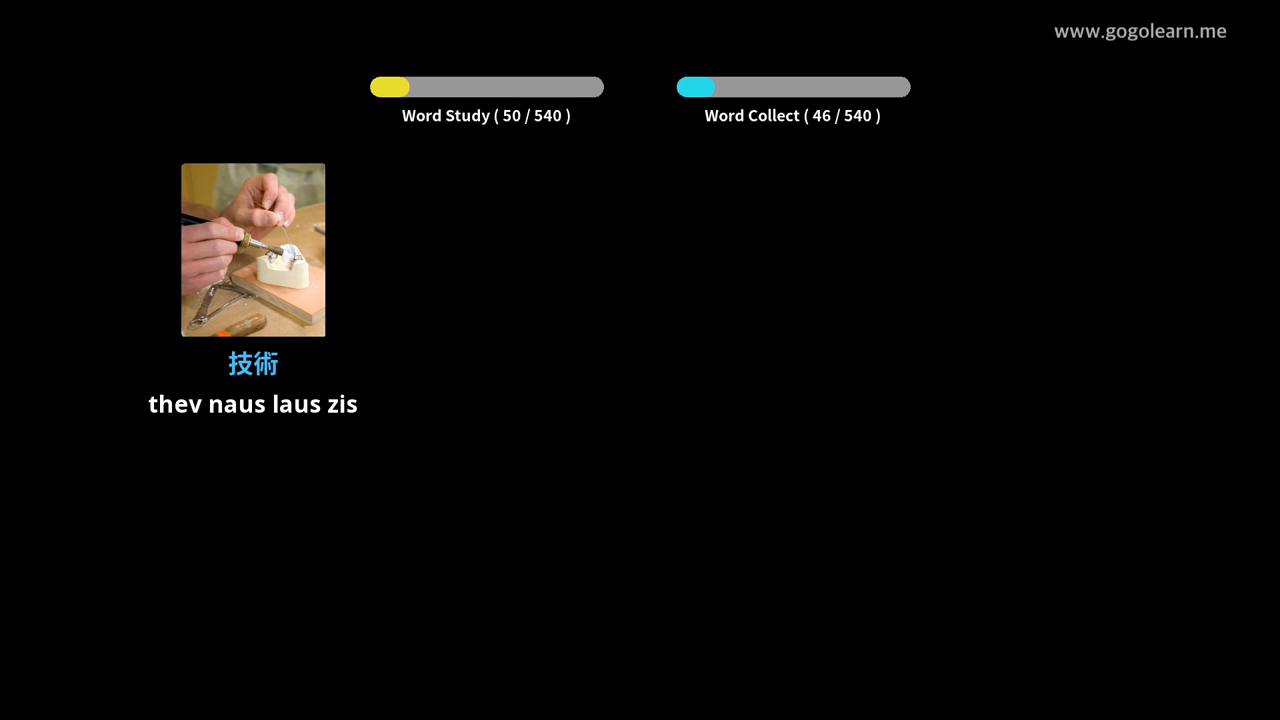 www.gogolearn.me
Word Study ( 50 / 540 )
Word Collect ( 46 / 540 )
技術
thev naus laus zis